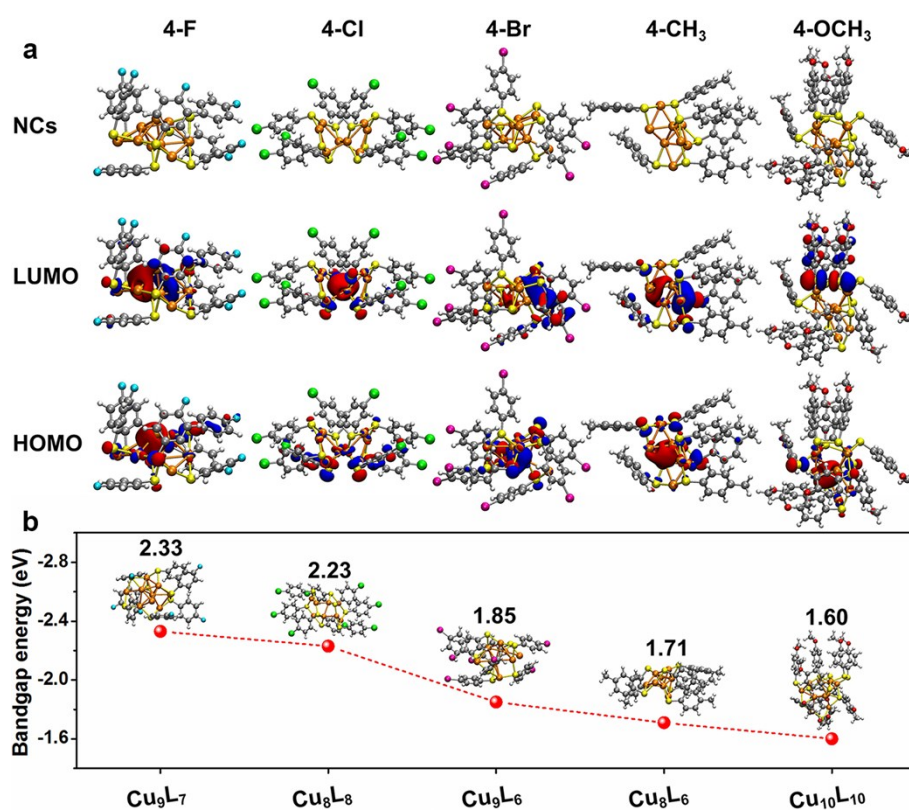 4-F 4-Cl 4-Br 4-CH₃ 4-OCH₃
a
NCs
LUMO
HOMO
b
Bandgap energy (eV)
-2.8
-2.4
-2.0
-1.6
2.33
2.23
1.85
1.71
1.60
Cu₉L₇ Cu₈L₈ Cu₉L₆ Cu₈L₆ Cu₁₀L₁₀